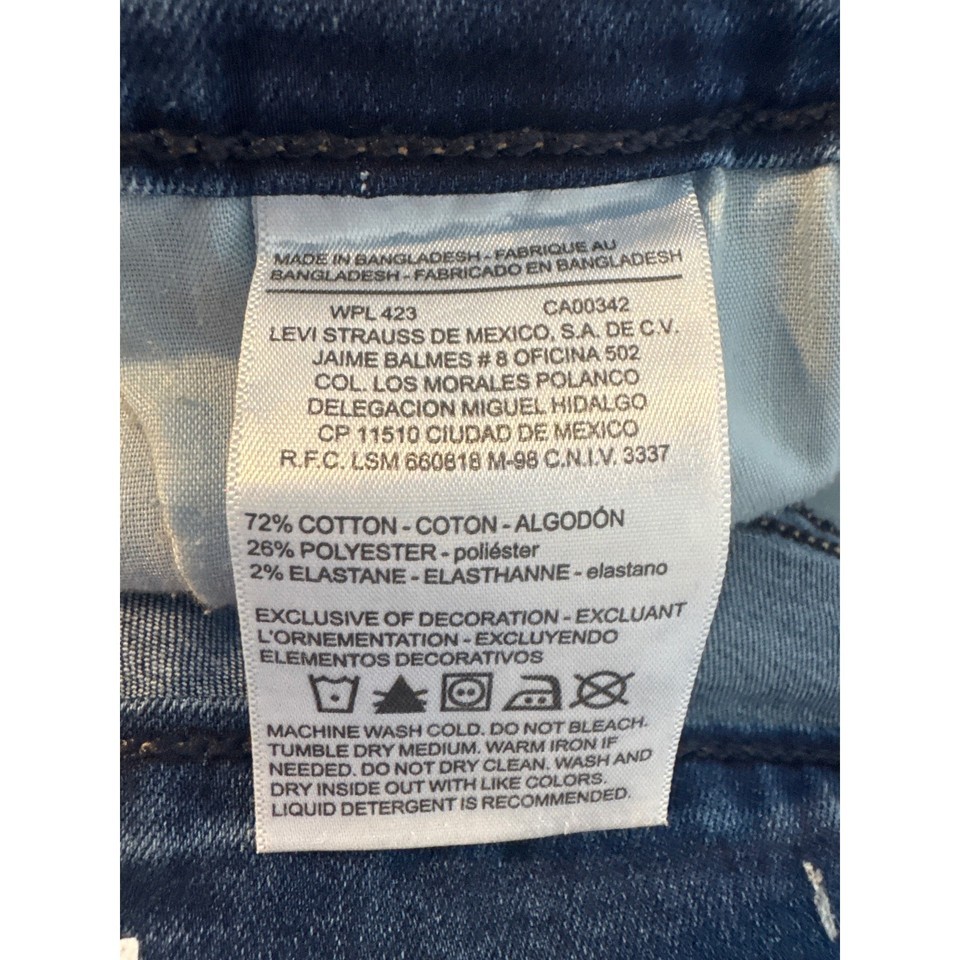 MADE IN BANGLADESH - FABRIQUE AU
BANGLADESH - FABRICADO EN BANGLADESH
WPL 423 CA00342
LEVI STRAUSS DE MEXICO, S.A. DE C.V.
JAIME BALMES # 8 OFICINA 502
COL. LOS MORALES POLANCO
DELEGACION MIGUEL HIDALGO
CP 11510 CIUDAD DE MEXICO
R.F.C. LSM 660818 M-98 C.N.I.V. 3337
72% COTTON - COTON - ALGODÓN
26% POLYESTER - poliéster
2% ELASTANE - ELASTHANNE - elastano
EXCLUSIVE OF DECORATION - EXCLUANT
L'ORNEMENTATION - EXCLUYENDO
ELEMENTOS DECORATIVOS
MACHINE WASH COLD. DO NOT BLEACH.
TUMBLE DRY MEDIUM. WARM IRON IF
NEEDED. DO NOT DRY CLEAN. WASH AND
DRY INSIDE OUT WITH LIKE COLORS.
LIQUID DETERGENT IS RECOMMENDED.